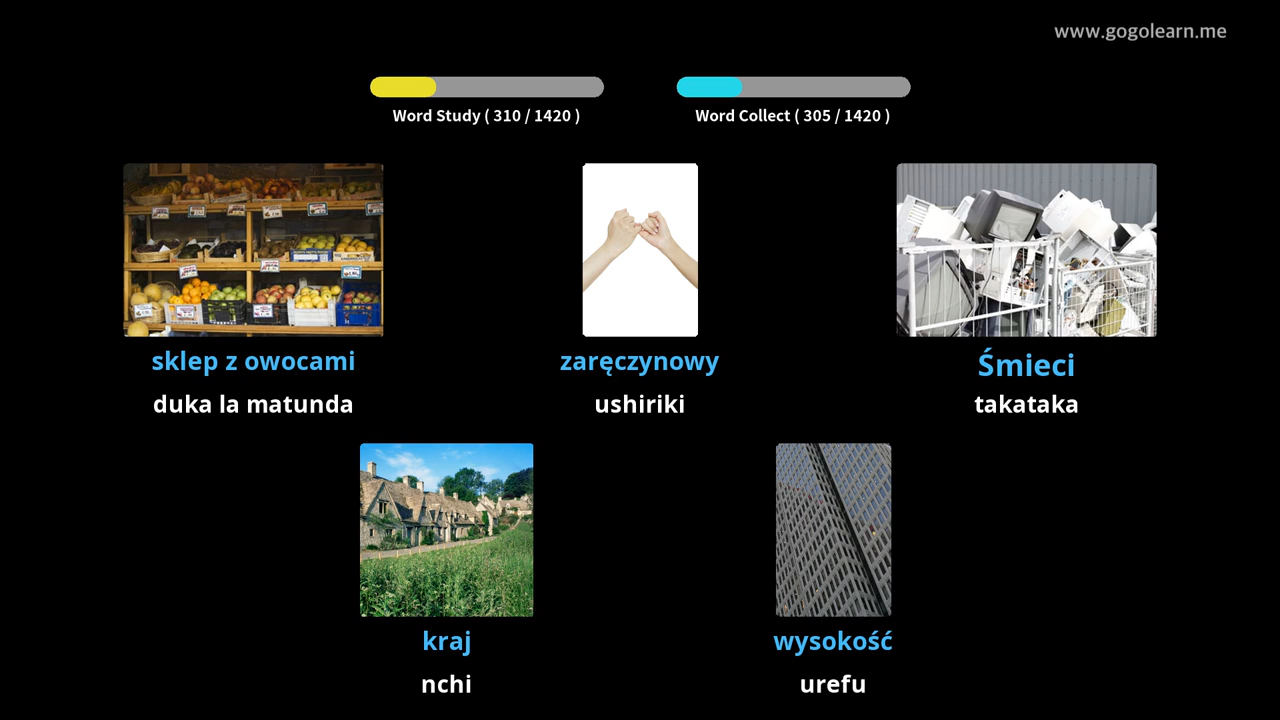 www.gogolearn.me
Word Study ( 310 / 1420 )
Word Collect ( 305 / 1420 )
sklep z owocami
zaręczynowy
Śmieci
duka la matunda
ushiriki
takataka
kraj
wysokość
nchi
urefu